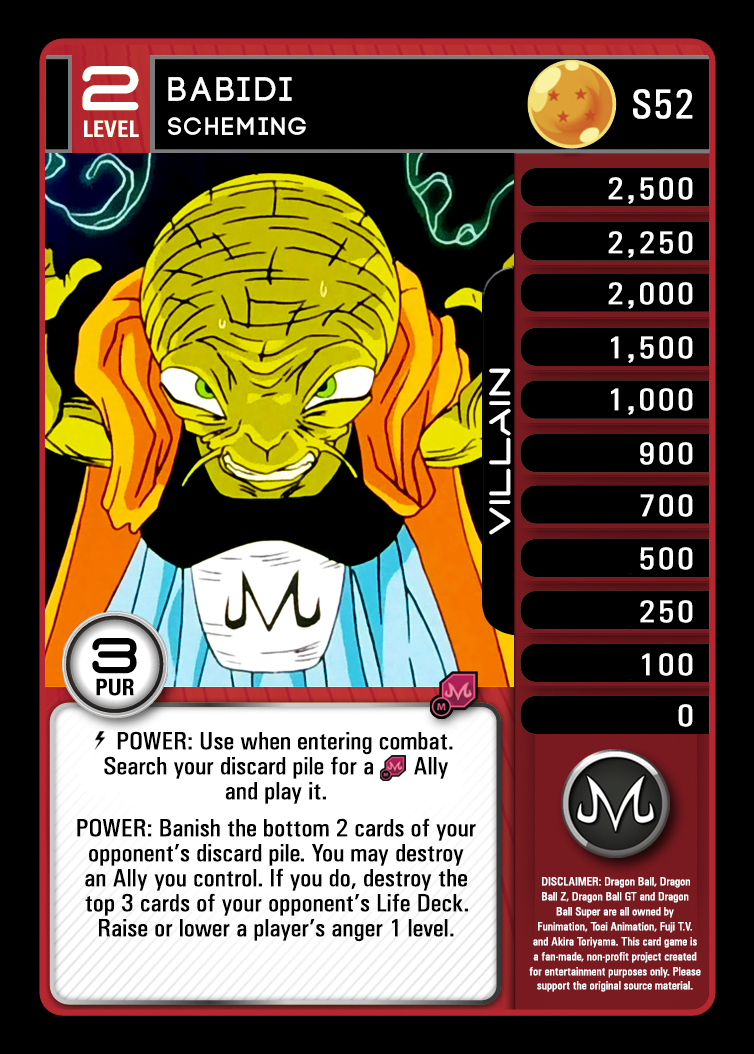 2
LEVEL
BABIDI
SCHEMING
S52
2,500
2,250
2,000
1,500
1,000
900
700
500
250
100
0
VILLAIN
M
3
PUR
M
POWER: Use when entering combat.
Search your discard pile for a M Ally
and play it.
POWER: Banish the bottom 2 cards of your
opponent's discard pile. You may destroy
an Ally you control. If you do, destroy the
top 3 cards of your opponent's Life Deck.
Raise or lower a player's anger 1 level.
M
DISCLAIMER: Dragon Ball, Dragon
Ball Z, Dragon Ball GT and Dragon
Ball Super are all owned by
Funimation, Toei Animation, Fuji T.V.
and Akira Toriyama. This card game is
a fan-made, non-profit project created
for entertainment purposes only. Please
support the original source material.